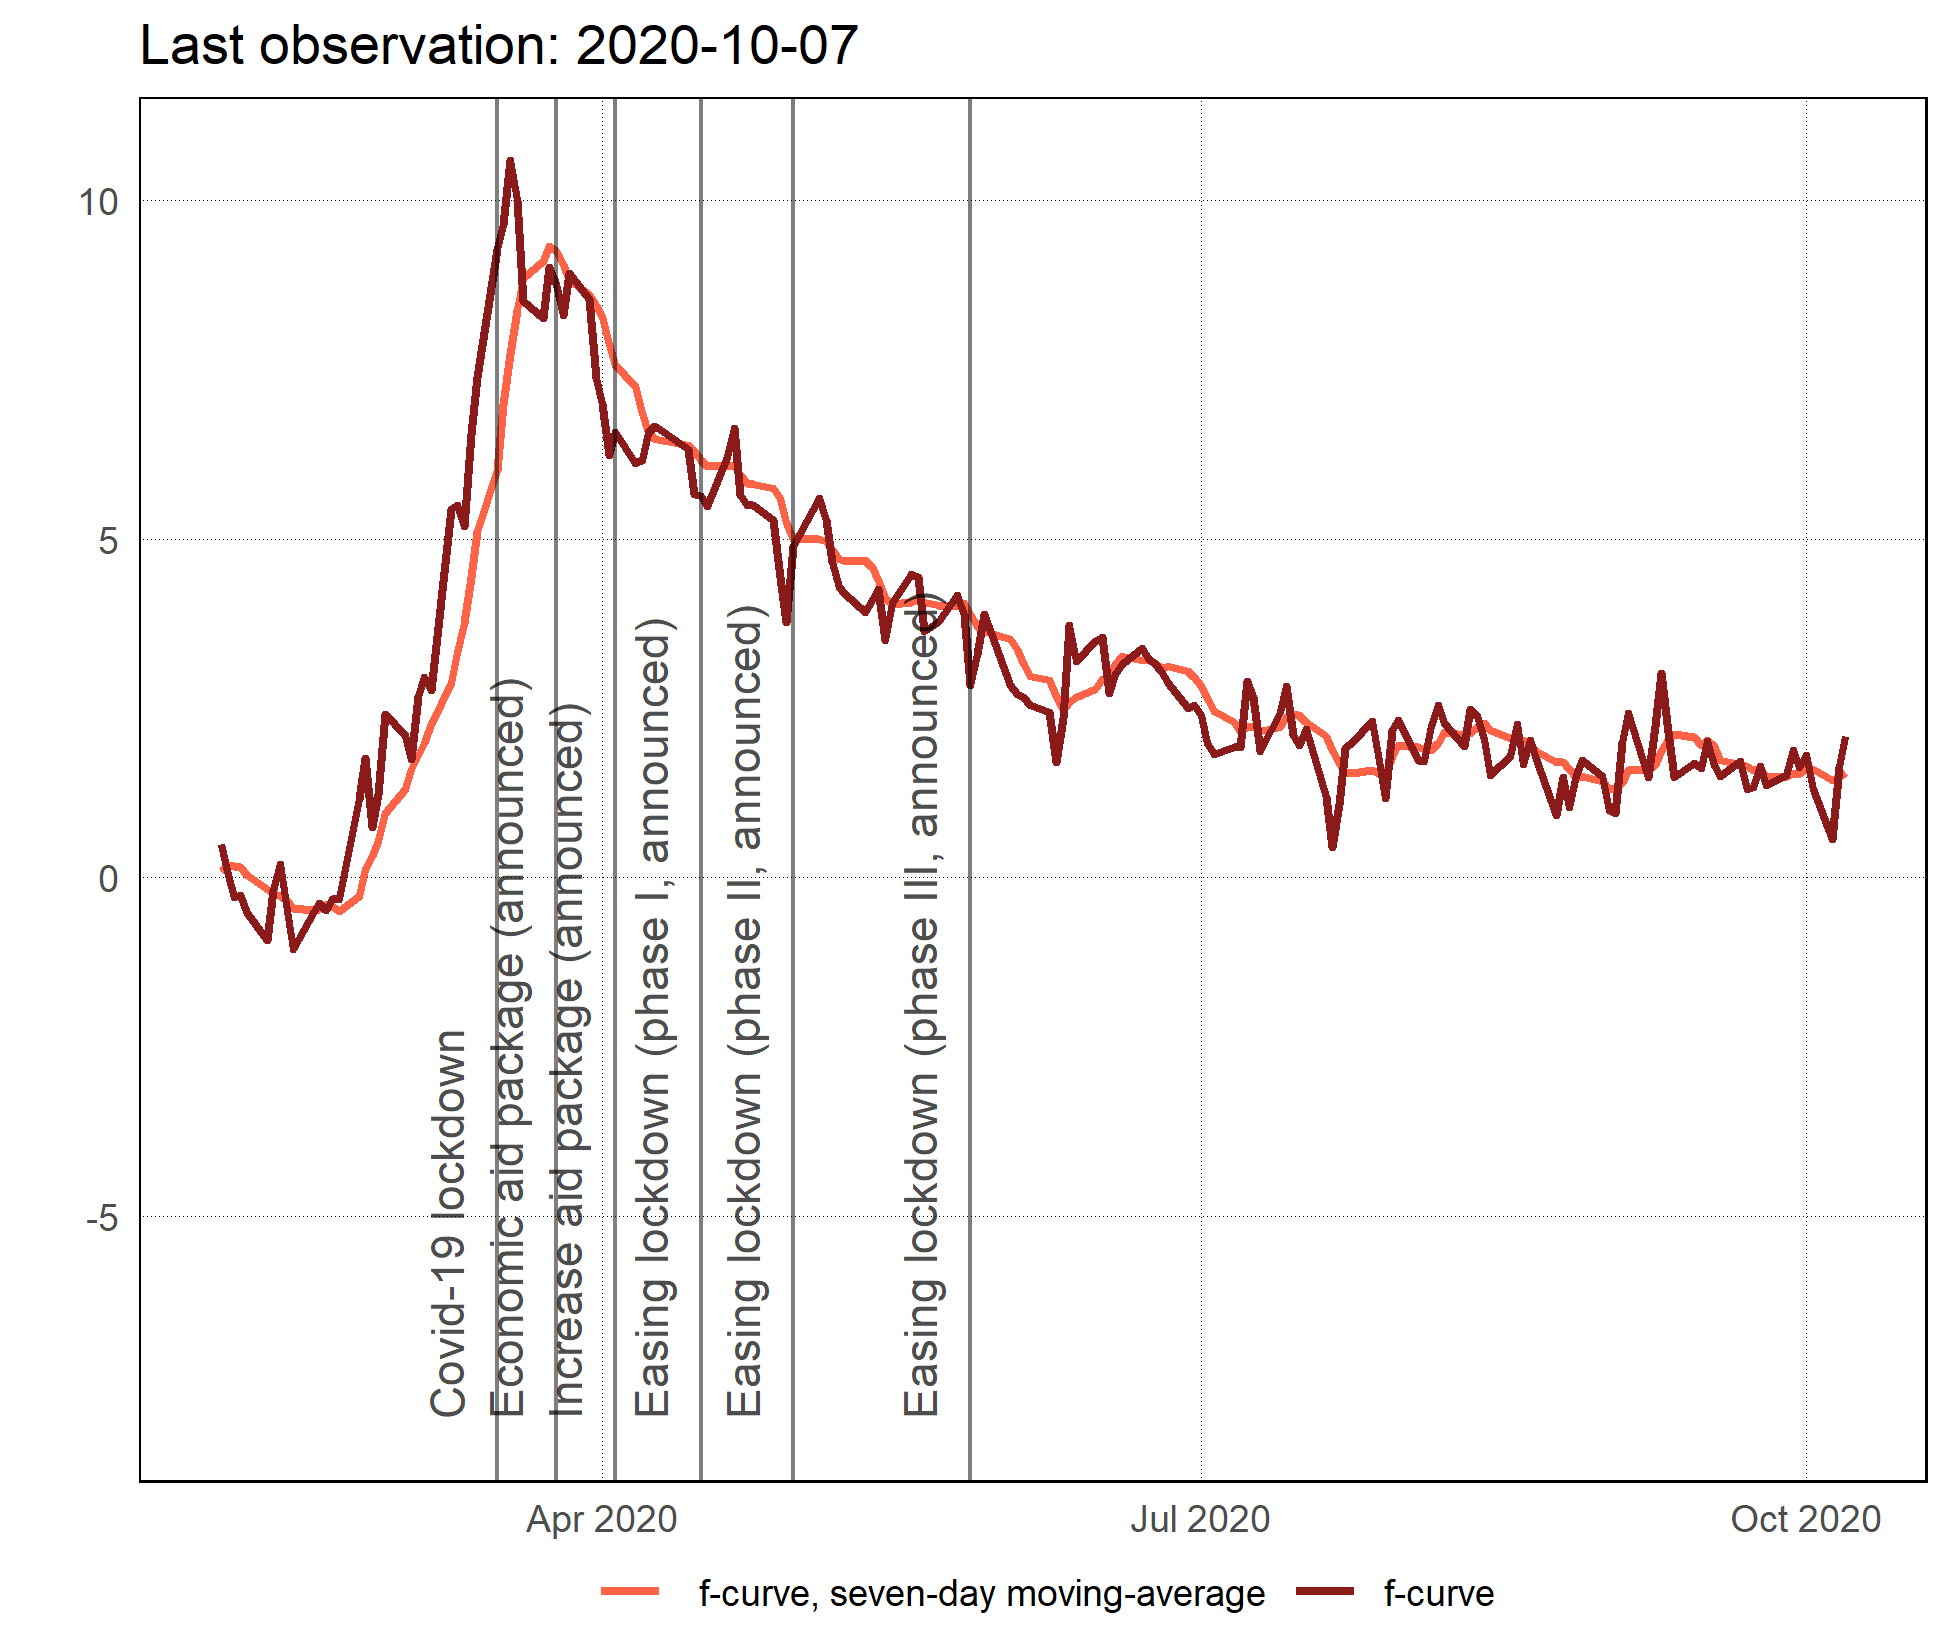 Last observation: 2020-10-07
10
5
0
-5
Covid-19 lockdown
Economic aid package (announced)
Increase aid package (announced)
Easing lockdown (phase I, announced)
Easing lockdown (phase II, announced)
Easing lockdown (phase III, announced)
Apr 2020
Jul 2020
Oct 2020
f-curve, seven-day moving-average
f-curve